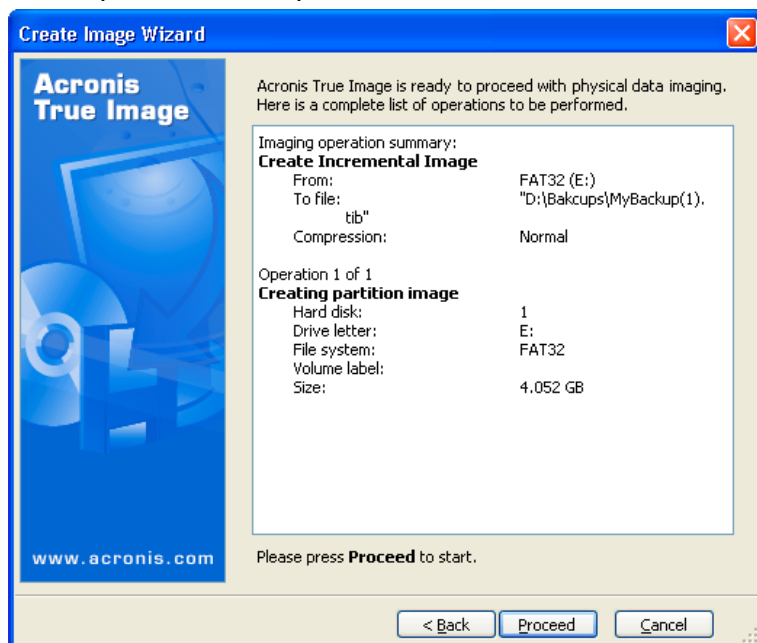 Create Image Wizard
Acronis
True Image
Acronis True Image is ready to proceed with physical data imaging.
Here is a complete list of operations to be performed.
Imaging operation summary:
Create Incremental Image
From: FAT32 (E:)
To file: "D:\Bakcups\MyBackup(1).
tib"
Compression: Normal
Operation 1 of 1
Creating partition image
Hard disk: 1
Drive letter: E:
File system: FAT32
Volume label:
Size: 4.052 GB
www.acronis.com
Please press Proceed to start.
< Back Proceed Cancel